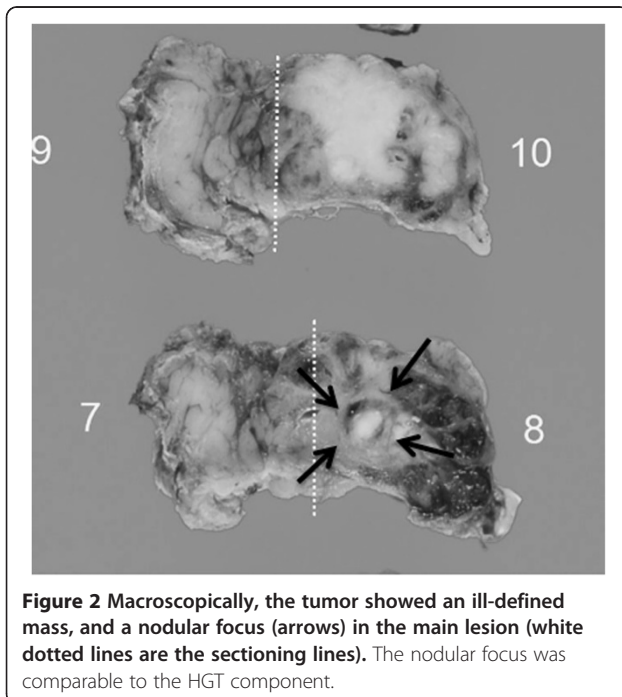 9
10
7
8
Figure 2 Macroscopically, the tumor showed an ill-defined
mass, and a nodular focus (arrows) in the main lesion (white
dotted lines are the sectioning lines). The nodular focus was
comparable to the HGT component.